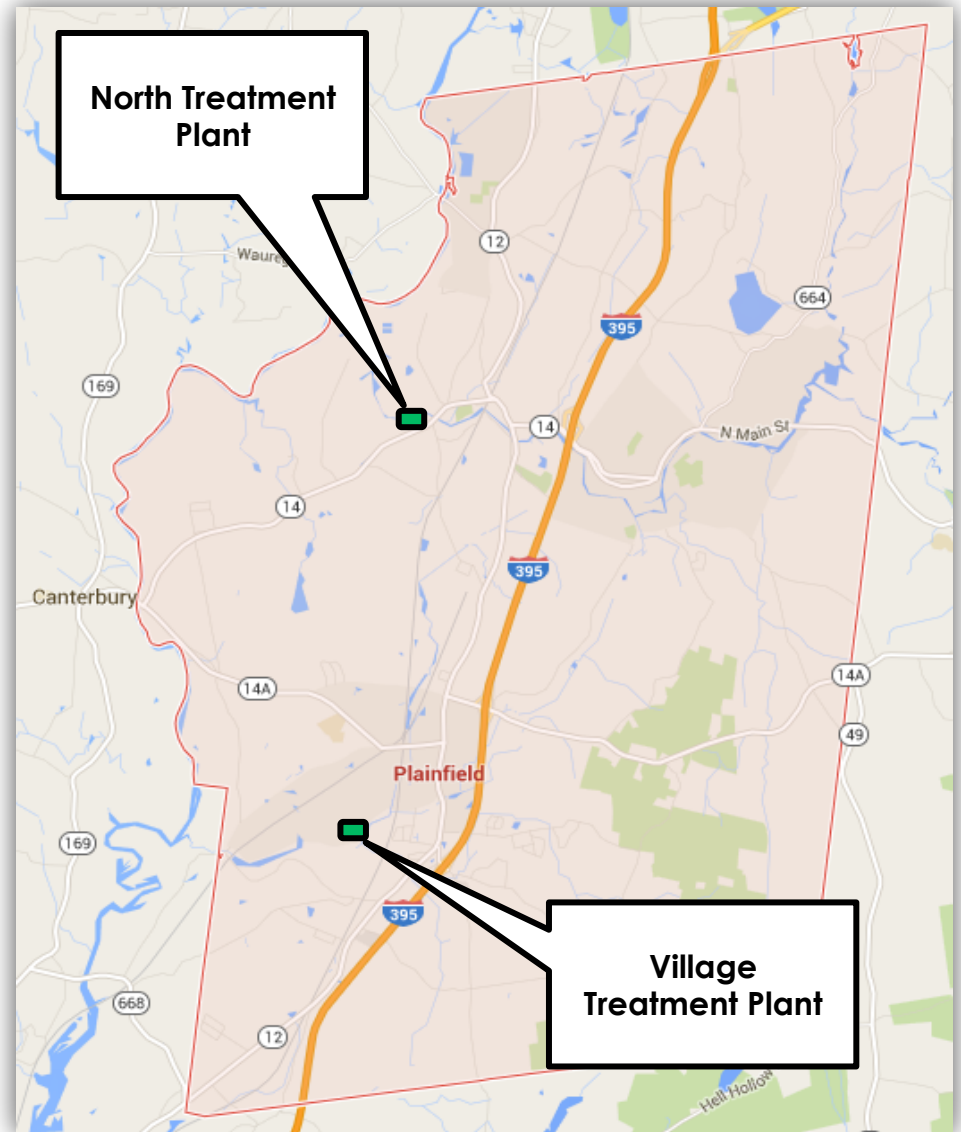 North Treatment
Plant
12
Waureg
664
395
169
14
N Main St
14
395
Canterbury
14A
14A
49
Plainfield
169
395
Village
Treatment Plant
668
12
Hell Hollow